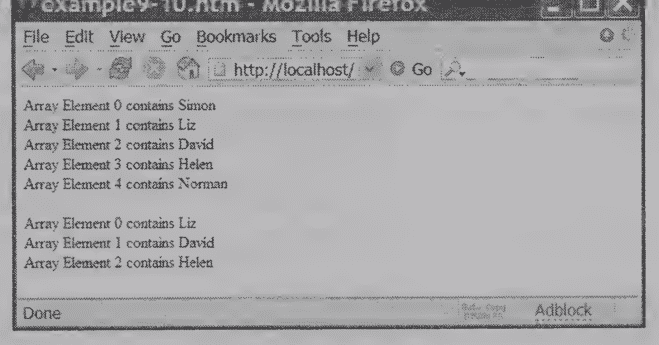 example9-10.htm - Mozilla Firefox
File Edit View Go Bookmarks Tools Help
http://localhost/ Go
Array Element 0 contains Simon
Array Element 1 contains Liz
Array Element 2 contains David
Array Element 3 contains Helen
Array Element 4 contains Norman
Array Element 0 contains Liz
Array Element 1 contains David
Array Element 2 contains Helen
Done Adblock